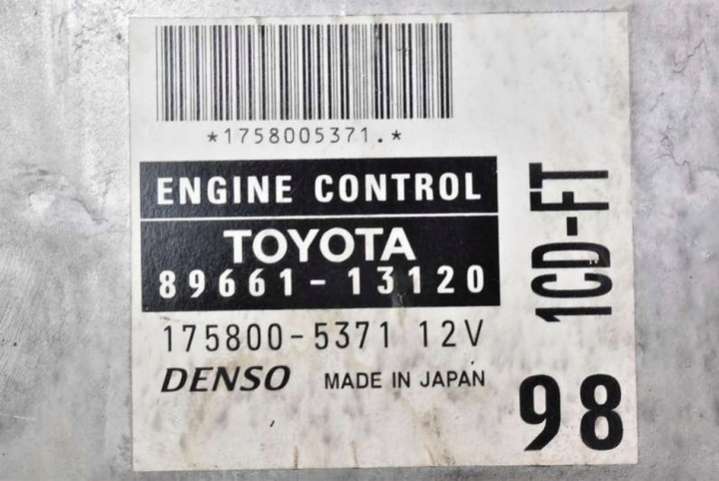 *1758005371.*
ENGINE CONTROL
TOYOTA
89661-13120
175800-5371 12V
DENSO MADE IN JAPAN
1CD-FT
98